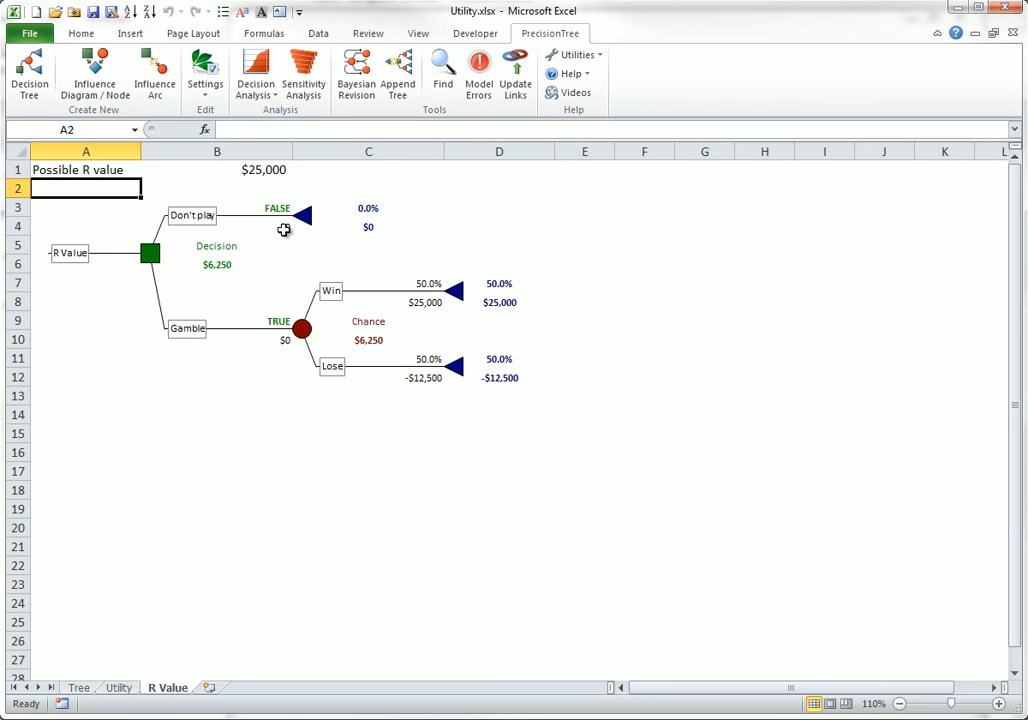 Utility.xlsx - Microsoft Excel
File Home Insert Page Layout Formulas Data Review View Developer PrecisionTree
Decision Tree
Influence Diagram / Node
Influence Arc
Create New
Settings
Edit
Decision Analysis
Sensitivity Analysis
Analysis
Bayesian Revision
Append Tree
Find
Model Errors
Update Links
Tools
Utilities
Help
Videos
Help
A2 fx
A B C D E F G H I J K L
1 Possible R value $25,000
2
3 Don't play FALSE 0.0%
4 $0
5 R Value Decision
6 $6,250
7 Win 50.0% 50.0%
8 $25,000 $25,000
9 Gamble TRUE Chance
10 $0 $6,250
11 Lose 50.0% 50.0%
12 -$12,500 -$12,500
13
14
15
16
17
18
19
20
21
22
23
24
25
26
27
28
Tree Utility R Value
Ready 110%